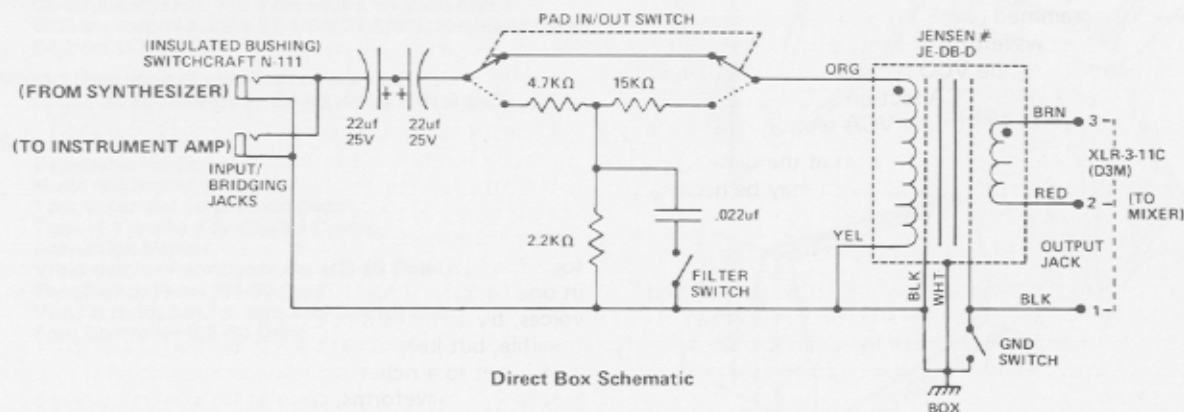 PAD IN/OUT SWITCH
(INSULATED BUSHING)
SWITCHCRAFT N-111
(FROM SYNTHESIZER)
(TO INSTRUMENT AMP)
INPUT/
BRIDGING
JACKS
22uf
25V
++
22uf
25V
4.7KΩ
15KΩ
2.2KΩ
.022uf
FILTER
SWITCH
JENSEN #
JE-DB-D
ORG
YEL
BRN
3
RED
2
XLR-3-11C
(D3M)
(TO
MIXER)
OUTPUT
JACK
BLK
WHT
BLK
1
GND
SWITCH
BOX
Direct Box Schematic